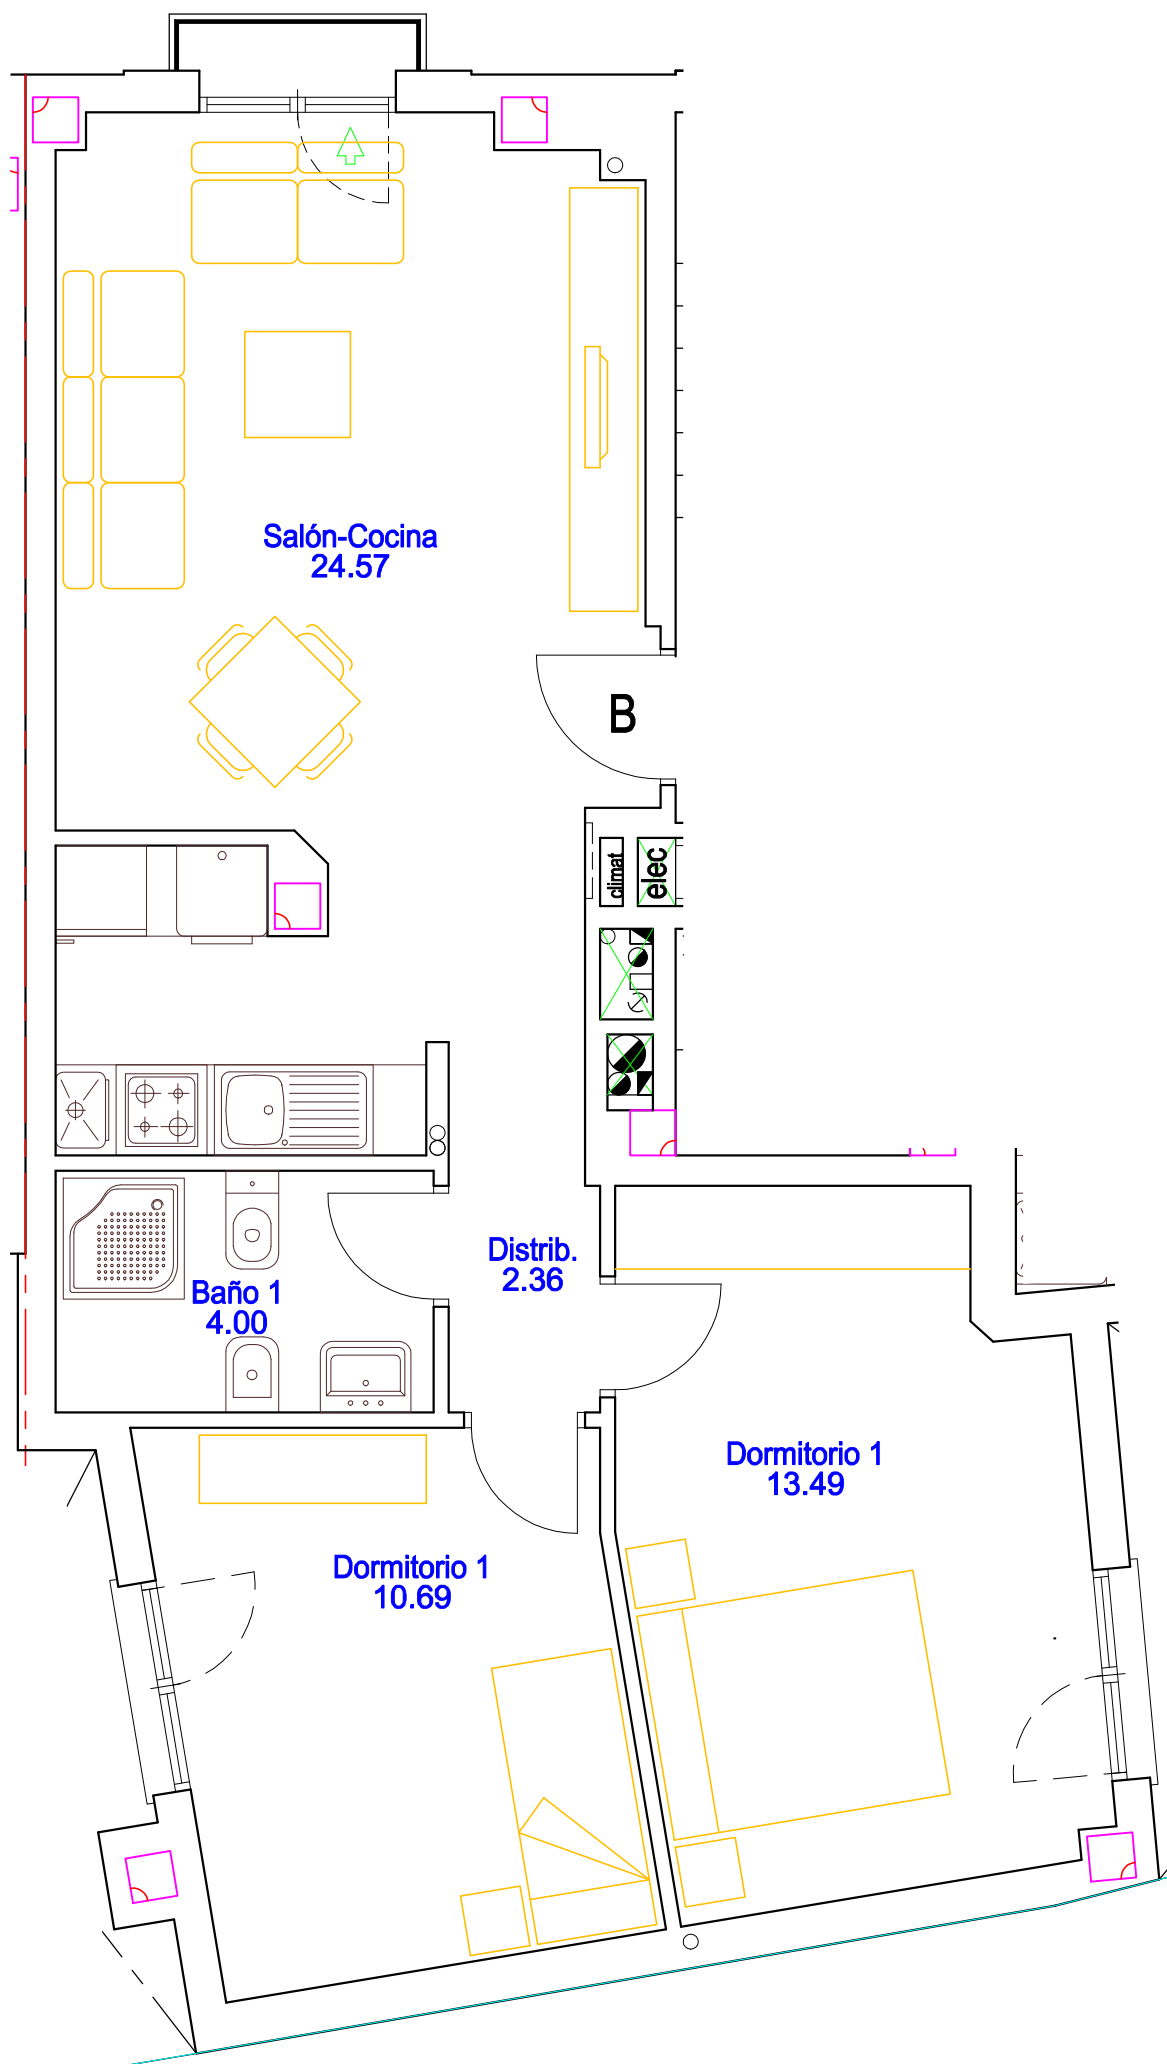 Salón-Cocina
24.57
B
climat
elec
Distrib.
2.36
Baño 1
4.00
Dormitorio 1
13.49
Dormitorio 1
10.69